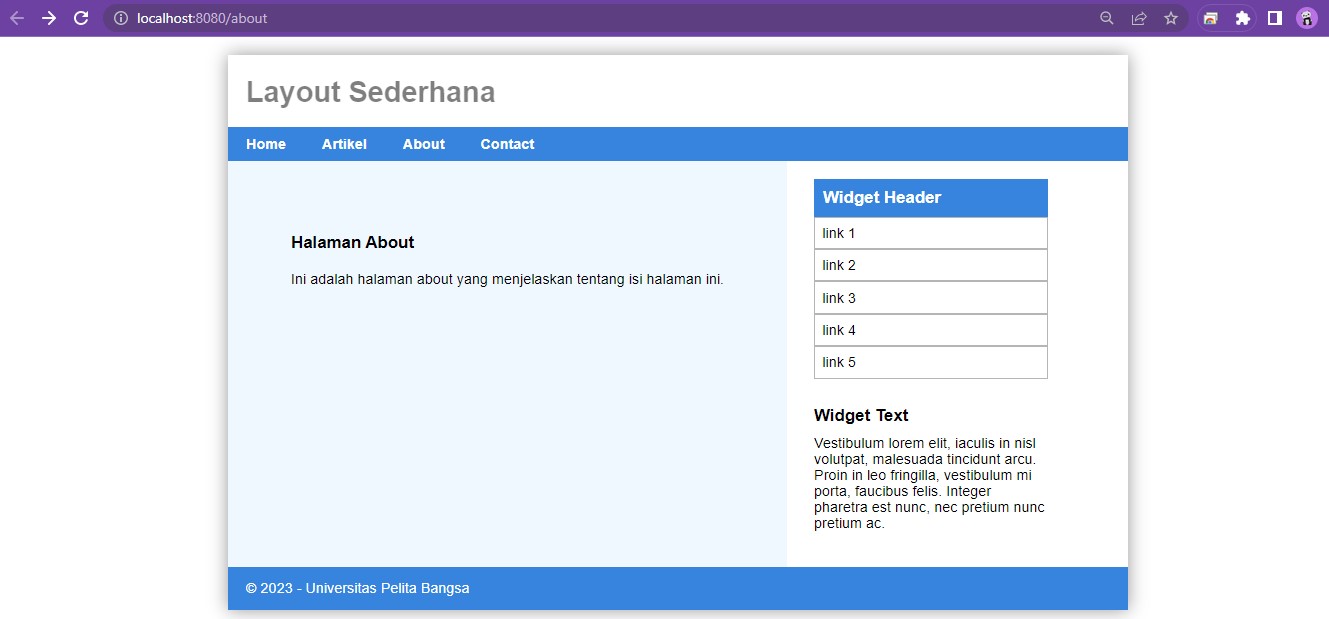 localhost:8080/about
Layout Sederhana
Home Artikel About Contact
Halaman About
Ini adalah halaman about yang menjelaskan tentang isi halaman ini.
Widget Header
link 1
link 2
link 3
link 4
link 5
Widget Text
Vestibulum lorem elit, iaculis in nisl
volutpat, malesuada tincidunt arcu.
Proin in leo fringilla, vestibulum mi
porta, faucibus felis. Integer
pharetra est nunc, nec pretium nunc
pretium ac.
© 2023 - Universitas Pelita Bangsa